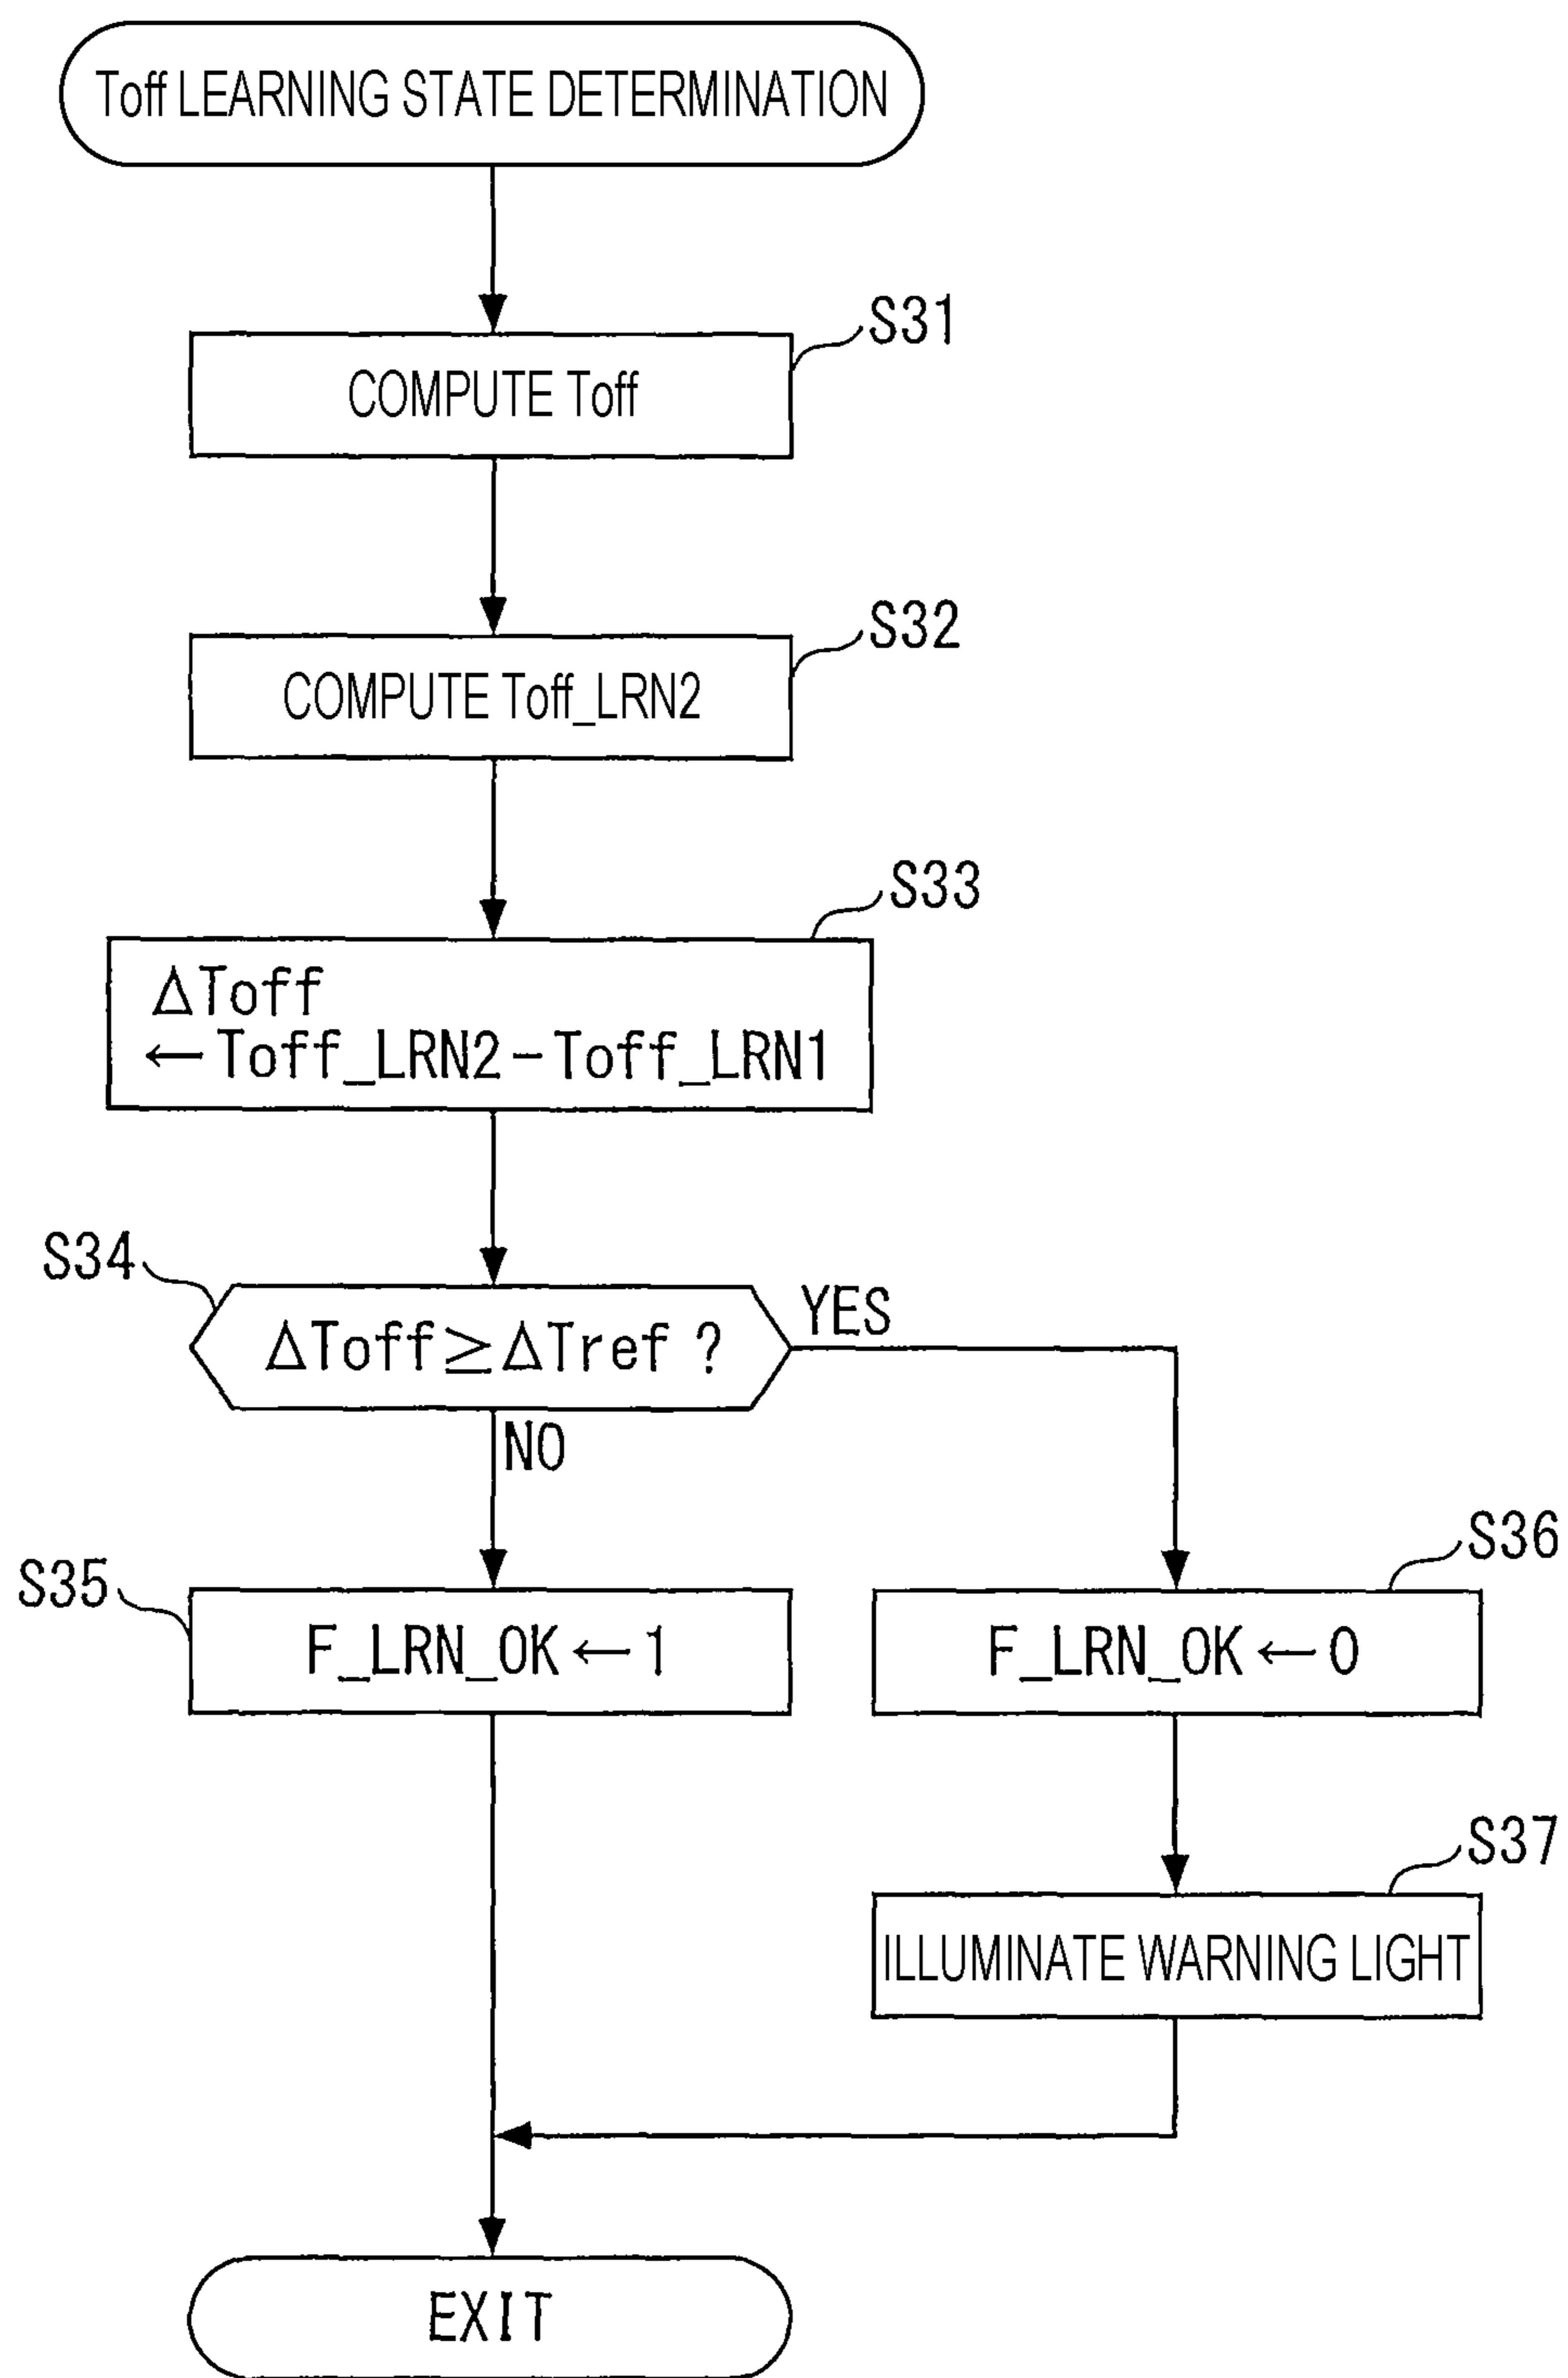 Toff LEARNING STATE DETERMINATION
S31
COMPUTE Toff
S32
COMPUTE Toff_LRN2
S33
ΔToff
←Toff_LRN2-Toff_LRN1
S34
ΔToff≧ΔTref ?
YES
NO
S35
F_LRN_OK←1
S36
F_LRN_OK←0
S37
ILLUMINATE WARNING LIGHT
EXIT